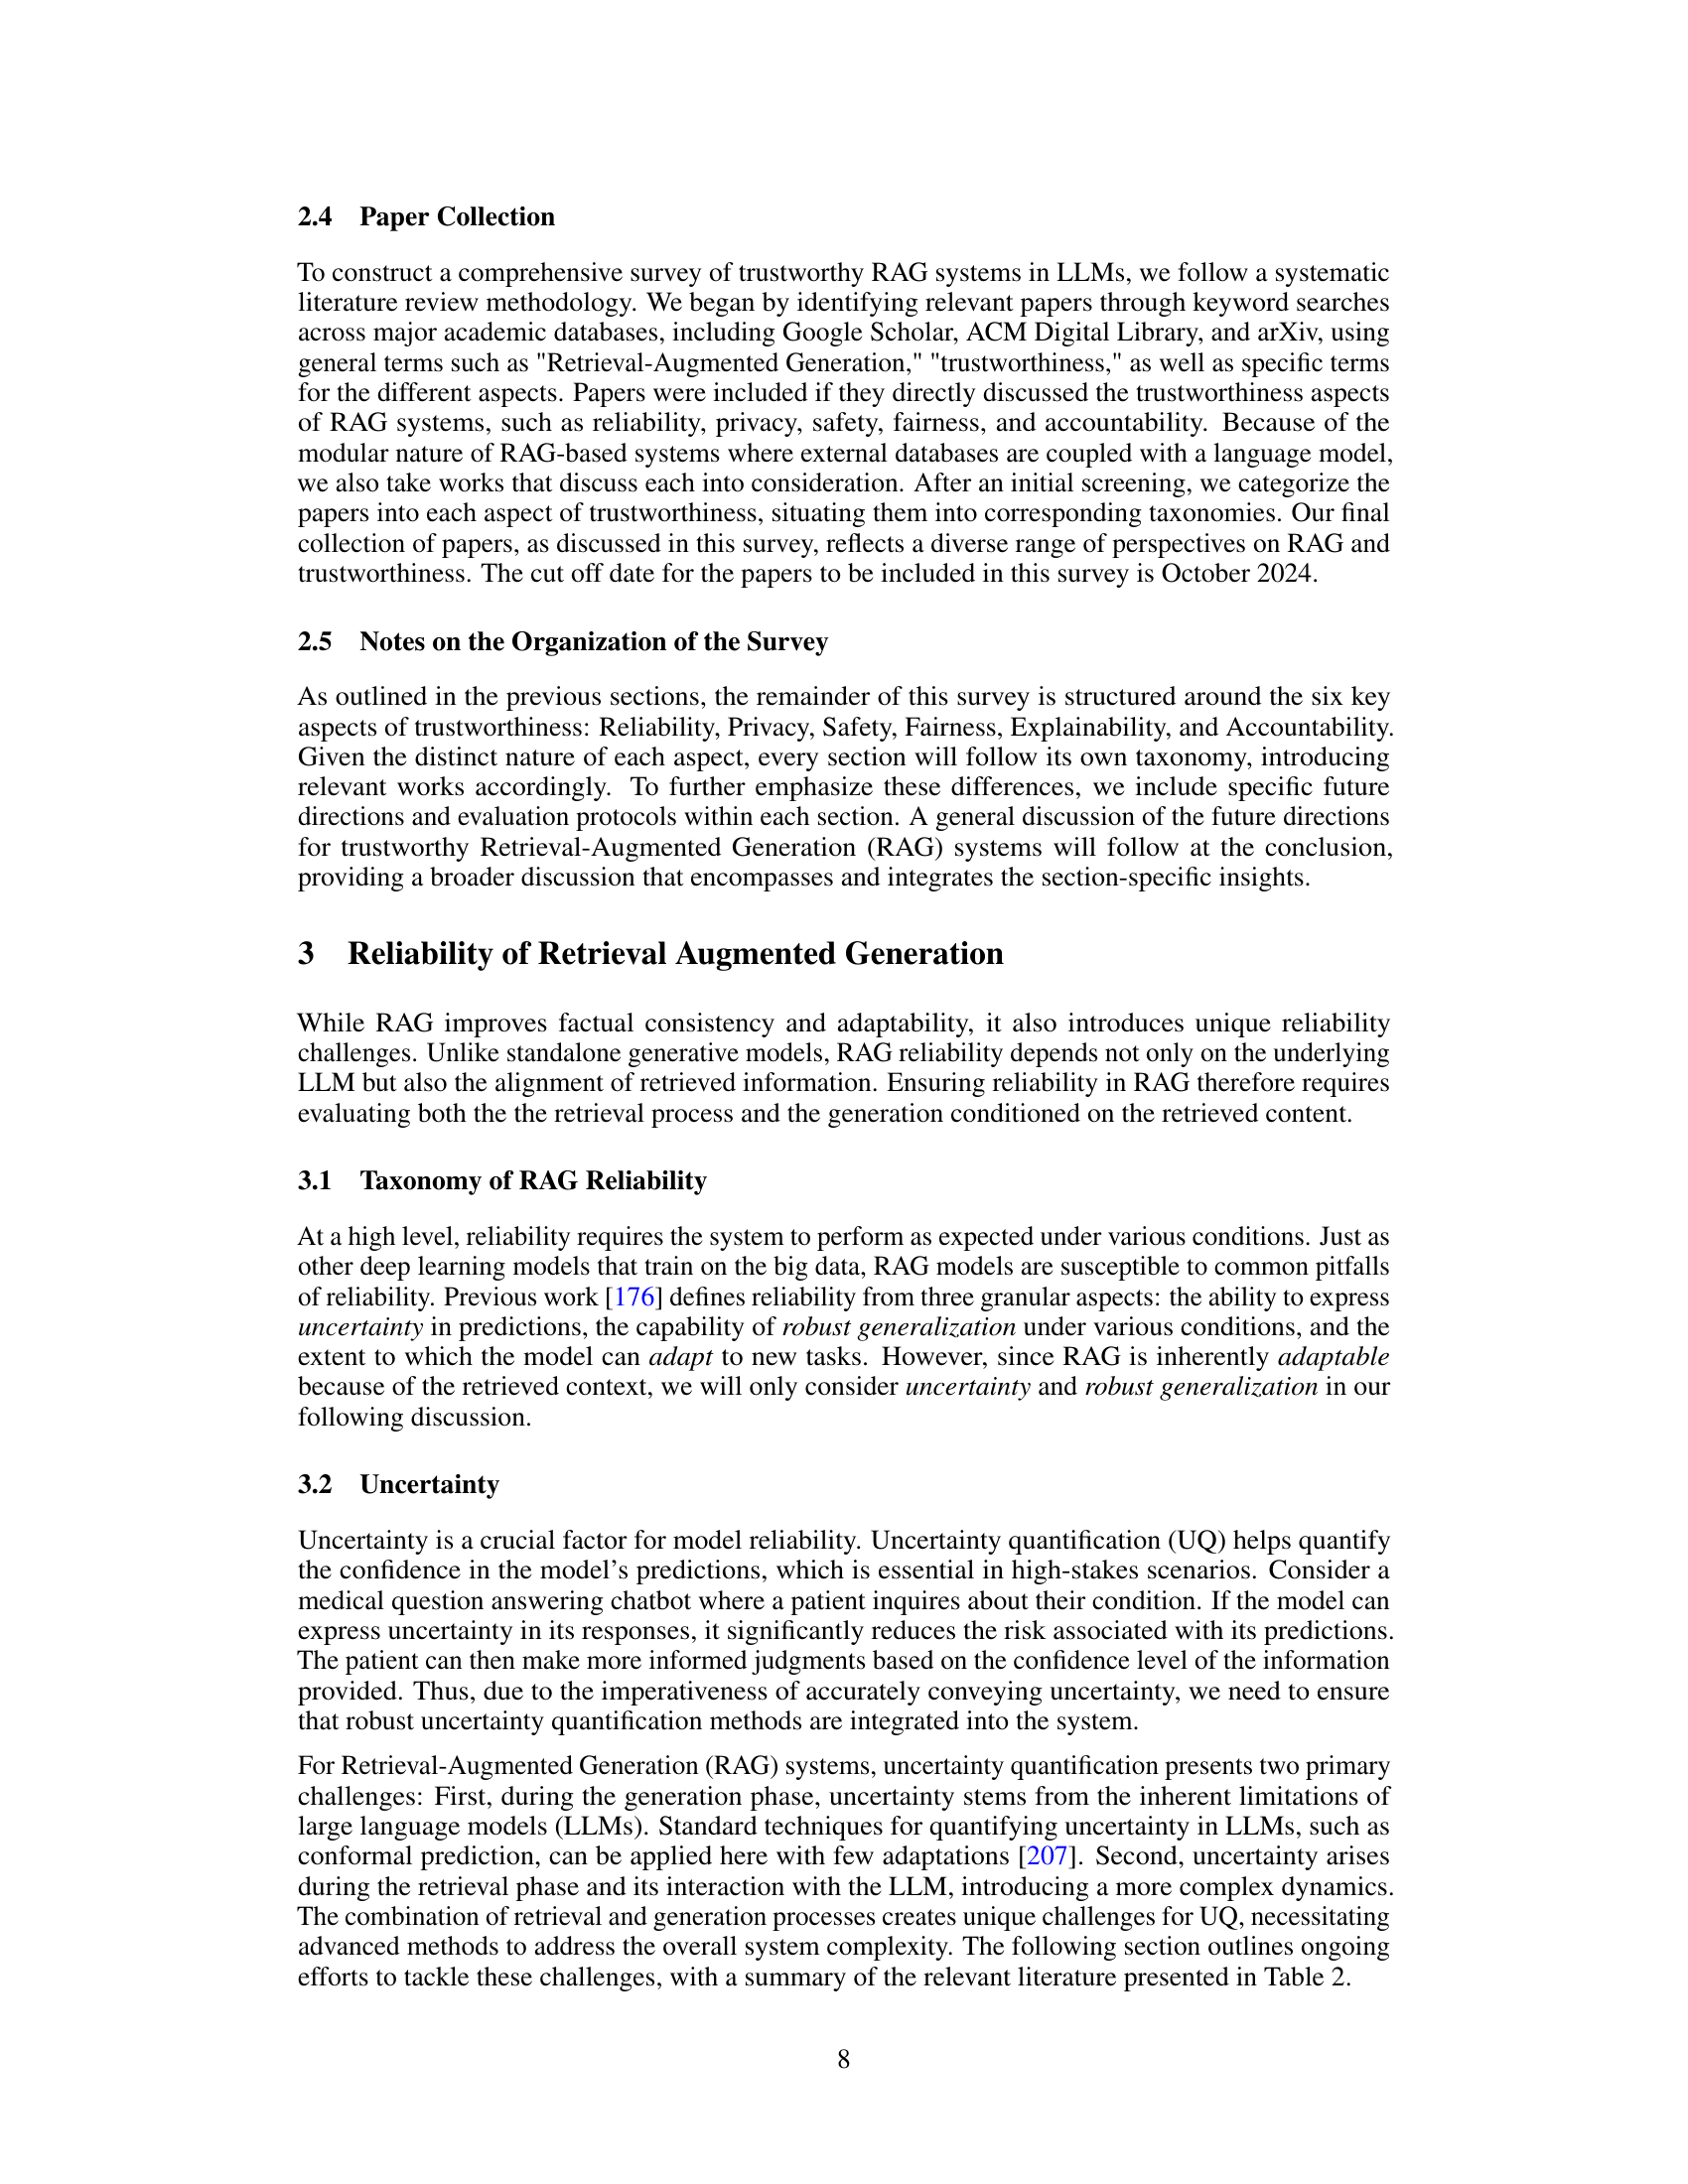 2.4 Paper Collection
To construct a comprehensive survey of trustworthy RAG systems in LLMs, we follow a systematic
literature review methodology. We began by identifying relevant papers through keyword searches
across major academic databases, including Google Scholar, ACM Digital Library, and arXiv, using
general terms such as "Retrieval-Augmented Generation," "trustworthiness," as well as specific terms
for the different aspects. Papers were included if they directly discussed the trustworthiness aspects
of RAG systems, such as reliability, privacy, safety, fairness, and accountability. Because of the
modular nature of RAG-based systems where external databases are coupled with a language model,
we also take works that discuss each into consideration. After an initial screening, we categorize the
papers into each aspect of trustworthiness, situating them into corresponding taxonomies. Our final
collection of papers, as discussed in this survey, reflects a diverse range of perspectives on RAG and
trustworthiness. The cut off date for the papers to be included in this survey is October 2024.
2.5 Notes on the Organization of the Survey
As outlined in the previous sections, the remainder of this survey is structured around the six key
aspects of trustworthiness: Reliability, Privacy, Safety, Fairness, Explainability, and Accountability.
Given the distinct nature of each aspect, every section will follow its own taxonomy, introducing
relevant works accordingly. To further emphasize these differences, we include specific future
directions and evaluation protocols within each section. A general discussion of the future directions
for trustworthy Retrieval-Augmented Generation (RAG) systems will follow at the conclusion,
providing a broader discussion that encompasses and integrates the section-specific insights.
3 Reliability of Retrieval Augmented Generation
While RAG improves factual consistency and adaptability, it also introduces unique reliability
challenges. Unlike standalone generative models, RAG reliability depends not only on the underlying
LLM but also the alignment of retrieved information. Ensuring reliability in RAG therefore requires
evaluating both the the retrieval process and the generation conditioned on the retrieved content.
3.1 Taxonomy of RAG Reliability
At a high level, reliability requires the system to perform as expected under various conditions. Just as
other deep learning models that train on the big data, RAG models are susceptible to common pitfalls
of reliability. Previous work [176] defines reliability from three granular aspects: the ability to express
uncertainty in predictions, the capability of robust generalization under various conditions, and the
extent to which the model can adapt to new tasks. However, since RAG is inherently adaptable
because of the retrieved context, we will only consider uncertainty and robust generalization in our
following discussion.
3.2 Uncertainty
Uncertainty is a crucial factor for model reliability. Uncertainty quantification (UQ) helps quantify
the confidence in the model's predictions, which is essential in high-stakes scenarios. Consider a
medical question answering chatbot where a patient inquires about their condition. If the model can
express uncertainty in its responses, it significantly reduces the risk associated with its predictions.
The patient can then make more informed judgments based on the confidence level of the information
provided. Thus, due to the imperativeness of accurately conveying uncertainty, we need to ensure
that robust uncertainty quantification methods are integrated into the system.
For Retrieval-Augmented Generation (RAG) systems, uncertainty quantification presents two primary
challenges: First, during the generation phase, uncertainty stems from the inherent limitations of
large language models (LLMs). Standard techniques for quantifying uncertainty in LLMs, such as
conformal prediction, can be applied here with few adaptations [207]. Second, uncertainty arises
during the retrieval phase and its interaction with the LLM, introducing a more complex dynamics.
The combination of retrieval and generation processes creates unique challenges for UQ, necessitating
advanced methods to address the overall system complexity. The following section outlines ongoing
efforts to tackle these challenges, with a summary of the relevant literature presented in Table 2.
8